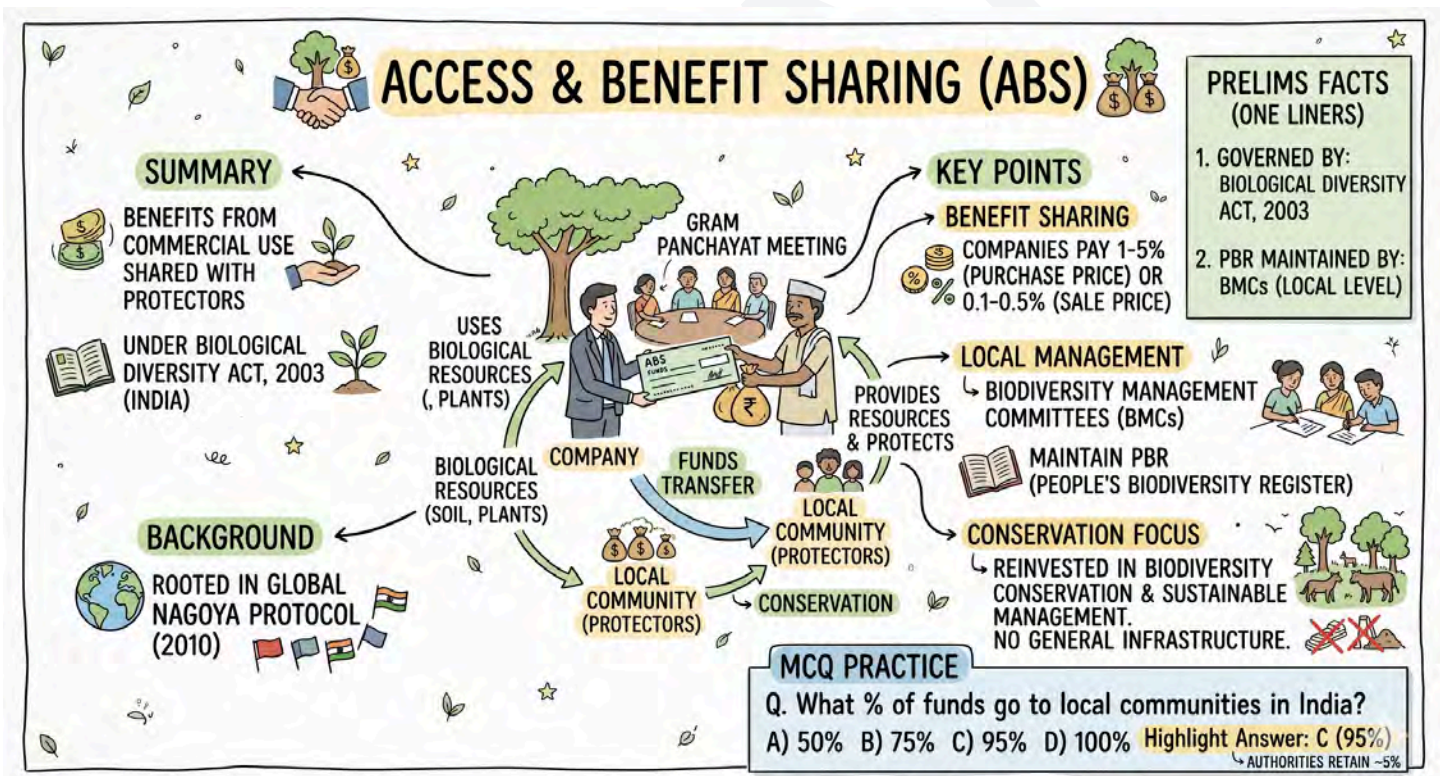 ACCESS & BENEFIT SHARING (ABS)
SUMMARY
BENEFITS FROM
COMMERCIAL USE
SHARED WITH
PROTECTORS
UNDER BIOLOGICAL
DIVERSITY ACT, 2003
(INDIA)
BACKGROUND
ROOTED IN GLOBAL
NAGOYA PROTOCOL
(2010)
GRAM
PANCHAYAT MEETING
USES
BIOLOGICAL
RESOURCES
(, PLANTS)
ABS
FUNDS
₹
COMPANY
BIOLOGICAL
RESOURCES
(SOIL, PLANTS)
FUNDS
TRANSFER
PROVIDES
RESOURCES
& PROTECTS
LOCAL
COMMUNITY
(PROTECTORS)
LOCAL
COMMUNITY
(PROTECTORS)
CONSERVATION
KEY POINTS
BENEFIT SHARING
COMPANIES PAY 1-5%
(PURCHASE PRICE) OR
0.1-0.5% (SALE PRICE)
LOCAL MANAGEMENT
BIODIVERSITY MANAGEMENT
COMMITTEES (BMCs)
MAINTAIN PBR
(PEOPLE'S BIODIVERSITY REGISTER)
CONSERVATION FOCUS
REINVESTED IN BIODIVERSITY
CONSERVATION & SUSTAINABLE
MANAGEMENT.
NO GENERAL INFRASTRUCTURE.
PRELIMS FACTS
(ONE LINERS)
1. GOVERNED BY:
BIOLOGICAL DIVERSITY
ACT, 2003
2. PBR MAINTAINED BY:
BMCs (LOCAL LEVEL)
MCQ PRACTICE
Q. What % of funds go to local communities in India?
A) 50% B) 75% C) 95% D) 100% Highlight Answer: C (95%)
AUTHORITIES RETAIN ~5%